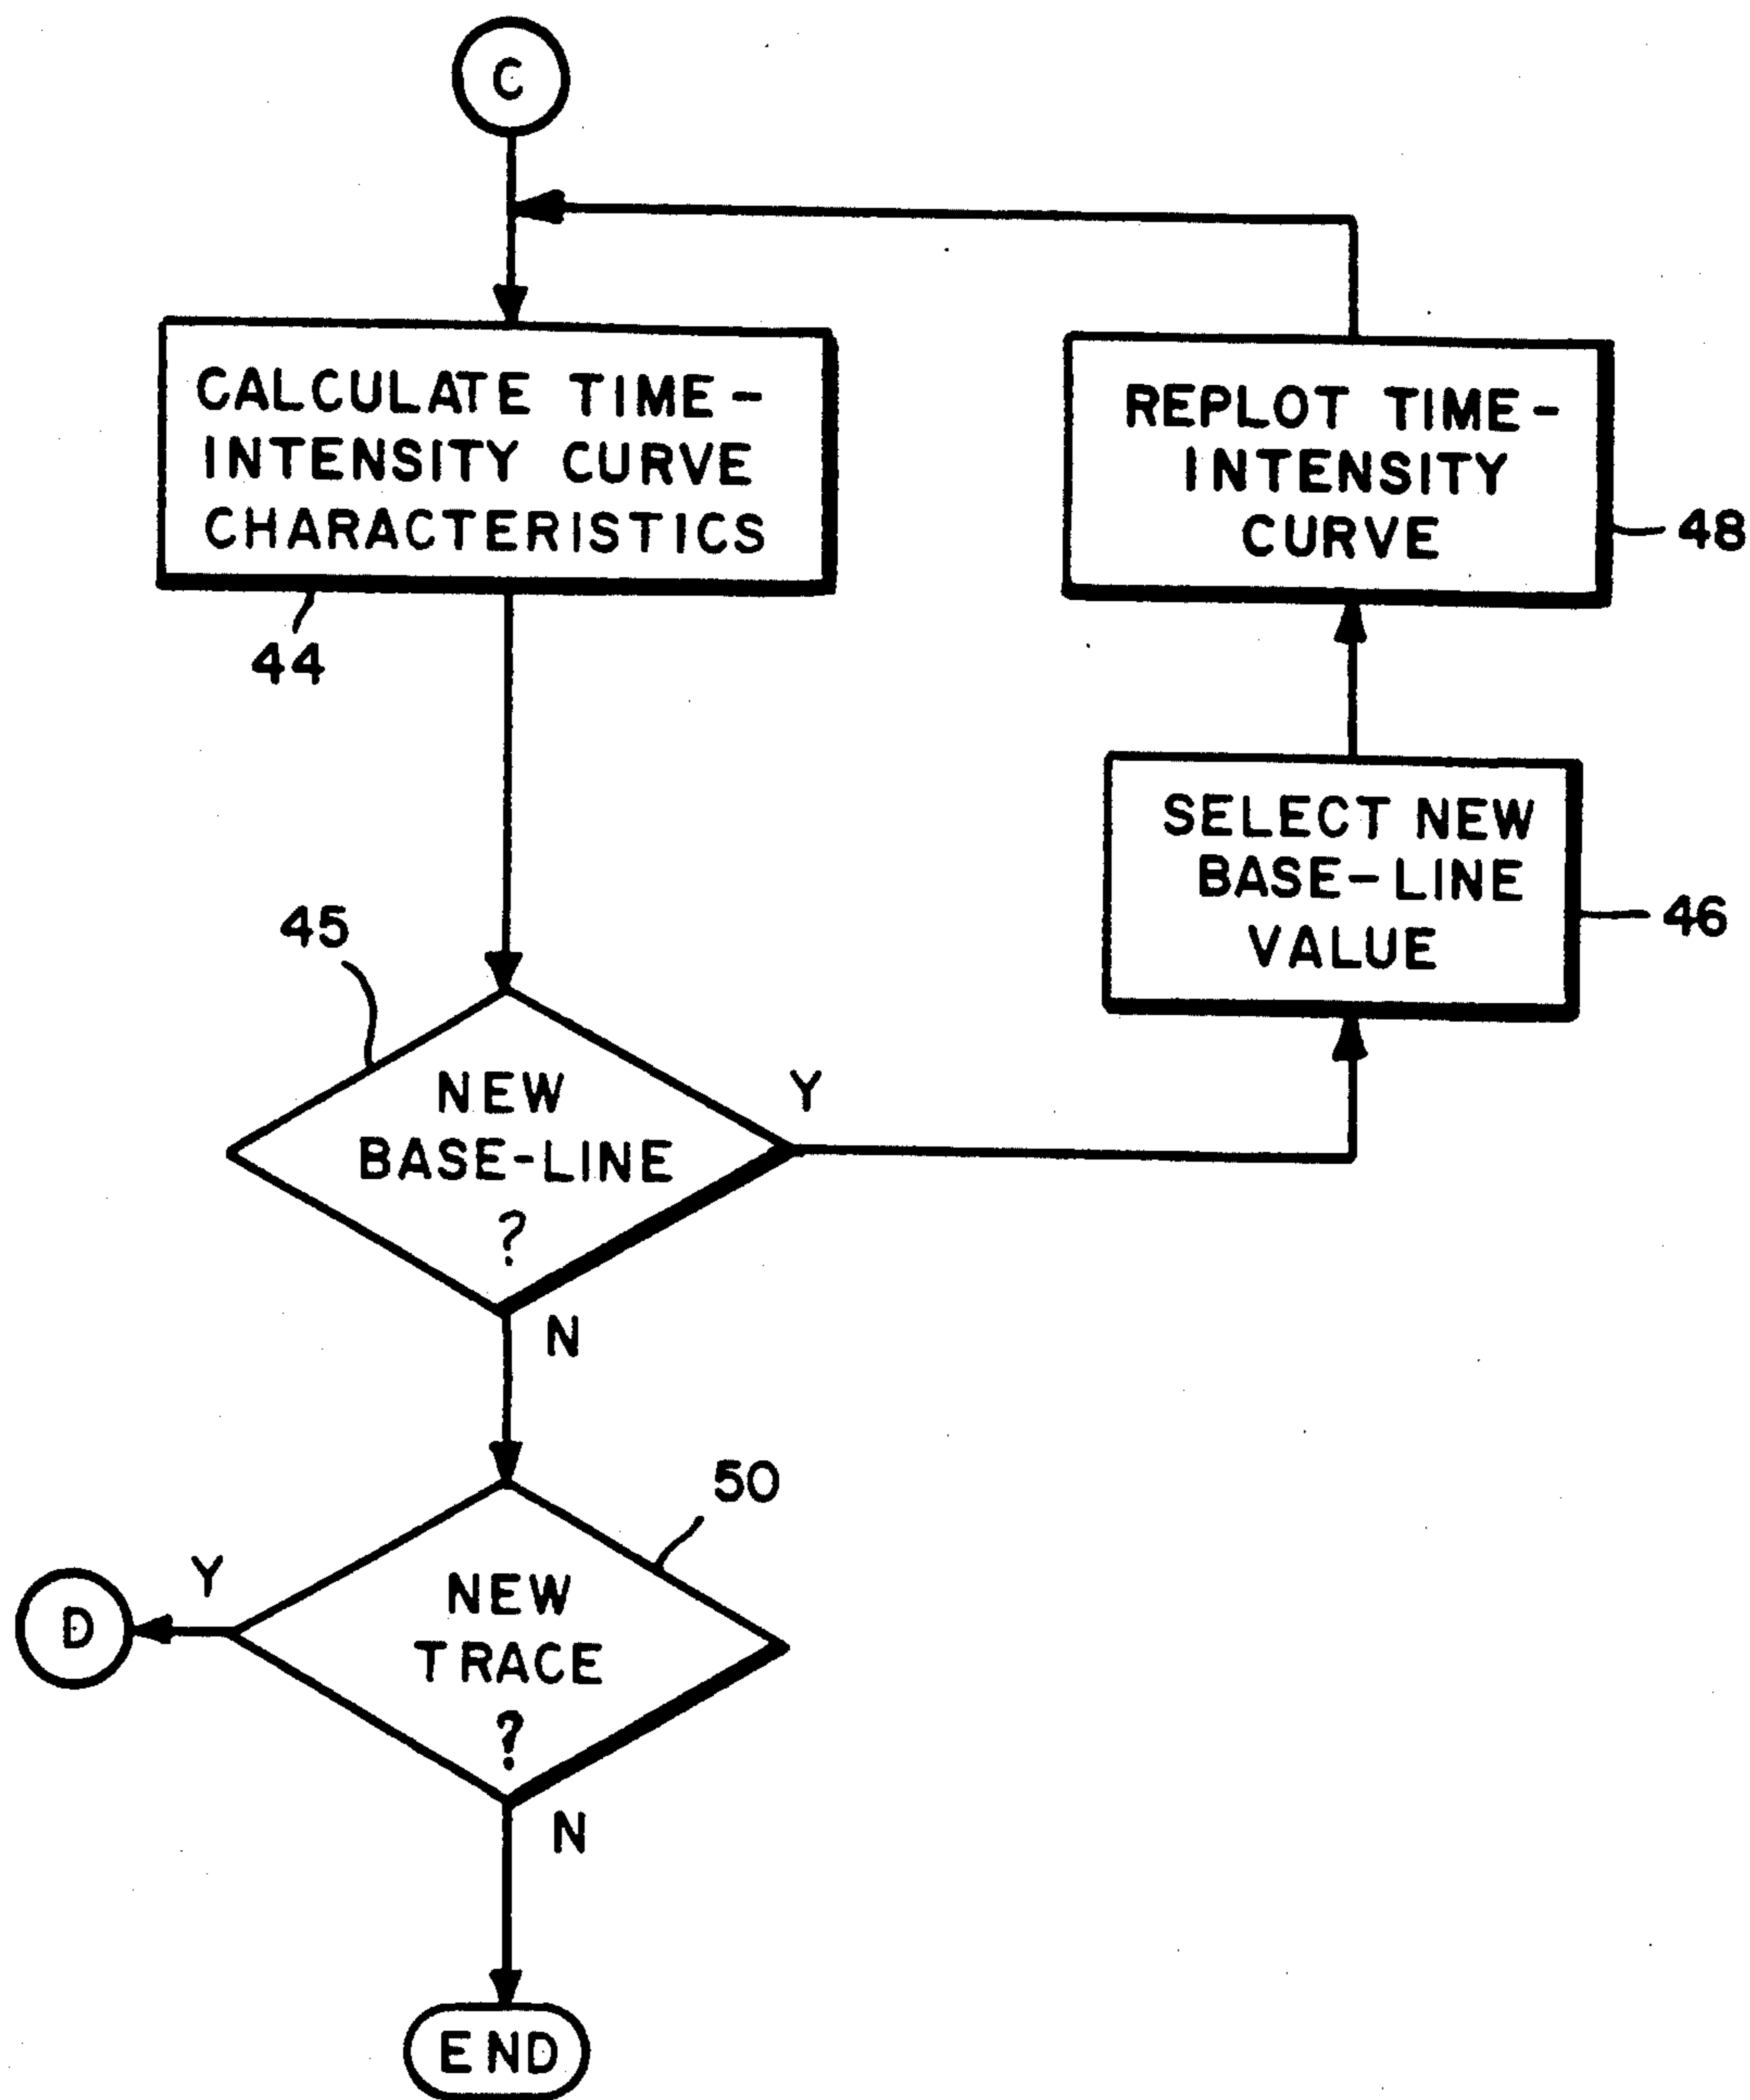 C
CALCULATE TIME-
INTENSITY CURVE
CHARACTERISTICS
44
REPLOT TIME-
INTENSITY
CURVE
48
SELECT NEW
BASE-LINE
VALUE
46
45
NEW
BASE-LINE
?
Y
N
50
NEW
TRACE
?
Y
D
N
END